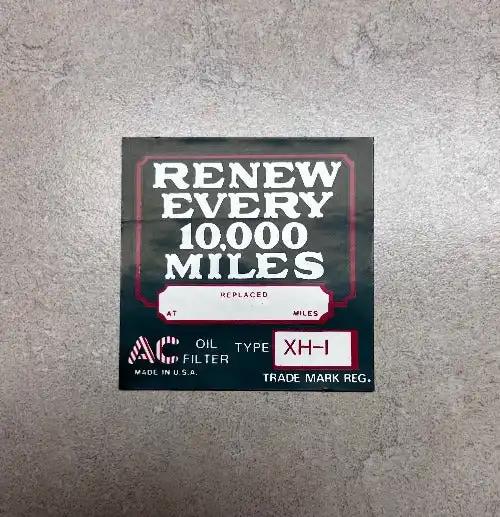 RENEW
EVERY
10,000
MILES
REPLACED
AT MILES
AC OIL FILTER TYPE XH-1
MADE IN U.S.A.
TRADE MARK REG.